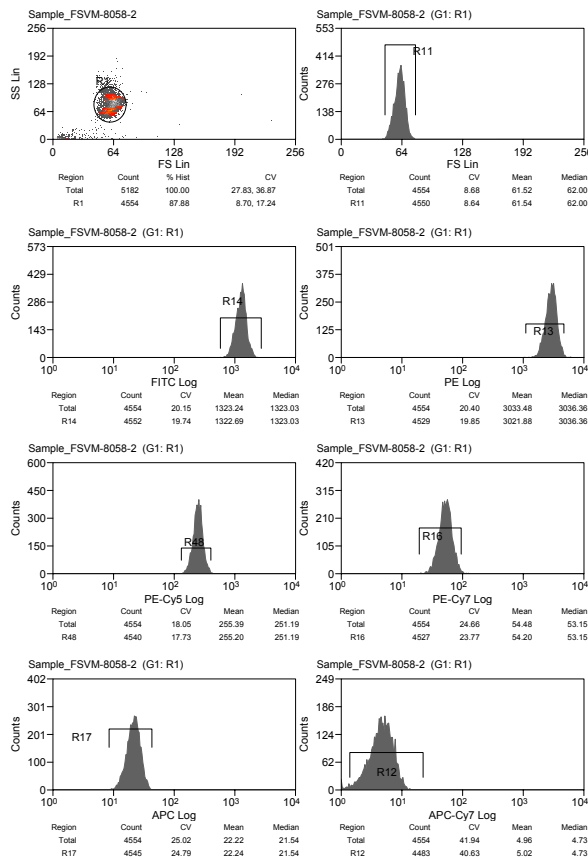 Sample_FSVM-8058-2
256
192
128
64
0
SS Lin
R1
0 64 128 192 256
FS Lin
Region Count % Hist CV
Total 5182 100.00 27.83, 36.87
R1 4554 87.88 8.70, 17.24
Sample_FSVM-8058-2 (G1: R1)
553
414
276
138
0
Counts
R11
0 64 128 192 256
FS Lin
Region Count CV Mean Median
Total 4554 8.68 61.52 62.00
R11 4550 8.64 61.54 62.00
Sample_FSVM-8058-2 (G1: R1)
573
429
286
143
0
Counts
R14
10⁰ 10¹ 10² 10³ 10⁴
FITC Log
Region Count CV Mean Median
Total 4554 20.15 1323.24 1323.03
R14 4552 19.74 1322.69 1323.03
Sample_FSVM-8058-2 (G1: R1)
501
375
250
125
0
Counts
R13
10⁰ 10¹ 10² 10³ 10⁴
PE Log
Region Count CV Mean Median
Total 4554 20.40 3033.48 3036.36
R13 4529 19.85 3021.88 3036.36
Sample_FSVM-8058-2 (G1: R1)
600
450
300
150
0
Counts
R48
10⁰ 10¹ 10² 10³ 10⁴
PE-Cy5 Log
Region Count CV Mean Median
Total 4554 18.05 255.39 251.19
R48 4540 17.73 255.20 251.19
Sample_FSVM-8058-2 (G1: R1)
420
315
210
105
0
Counts
R16
10⁰ 10¹ 10² 10³ 10⁴
PE-Cy7 Log
Region Count CV Mean Median
Total 4554 24.66 54.48 53.15
R16 4527 23.77 54.20 53.15
Sample_FSVM-8058-2 (G1: R1)
402
301
201
100
0
Counts
R17
10⁰ 10¹ 10² 10³ 10⁴
APC Log
Region Count CV Mean Median
Total 4554 25.02 22.22 21.54
R17 4545 24.79 22.24 21.54
Sample_FSVM-8058-2 (G1: R1)
249
186
124
62
0
Counts
R12
10⁰ 10¹ 10² 10³ 10⁴
APC-Cy7 Log
Region Count CV Mean Median
Total 4554 41.94 4.96 4.73
R12 4483 40.63 5.02 4.73